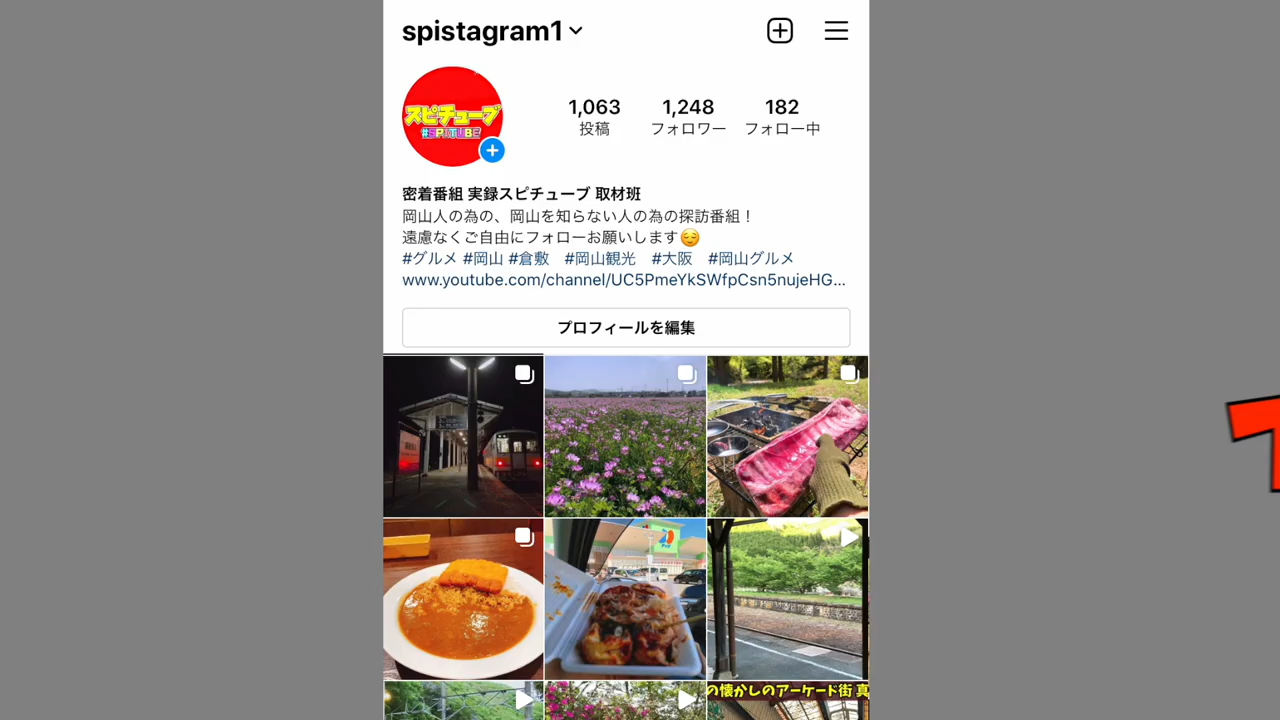 spistagram1
スピチューブ
#SPITUBE
1,063
1,248
182
投稿
フォロワー
フォロー中
密着番組 実録スピチューブ 取材班
岡山人の為の、岡山を知らない人の為の探訪番組！
遠慮なくご自由にフォローお願いします😌
#グルメ #岡山 #倉敷　#岡山観光　#大阪　#岡山グルメ
www.youtube.com/channel/UC5PmeYkSWfpCsn5nujeHG...
プロフィールを編集
の懐かしのアーケード街 真